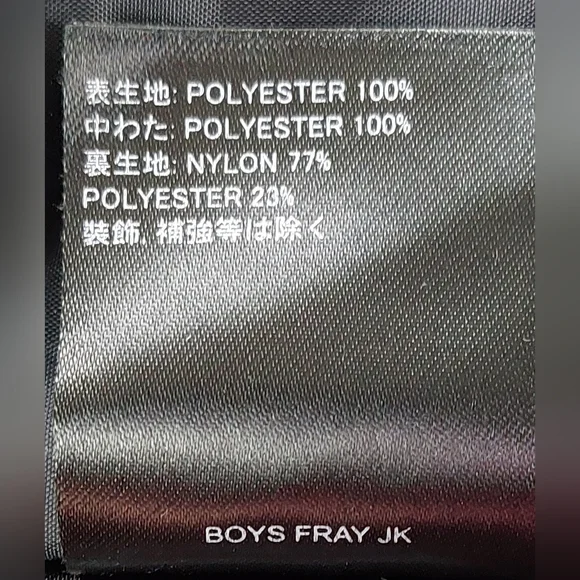 表生地: POLYESTER 100%
中わた: POLYESTER 100%
裏生地: NYLON 77%
POLYESTER 23%
装飾, 補強等は除く
BOYS FRAY JK